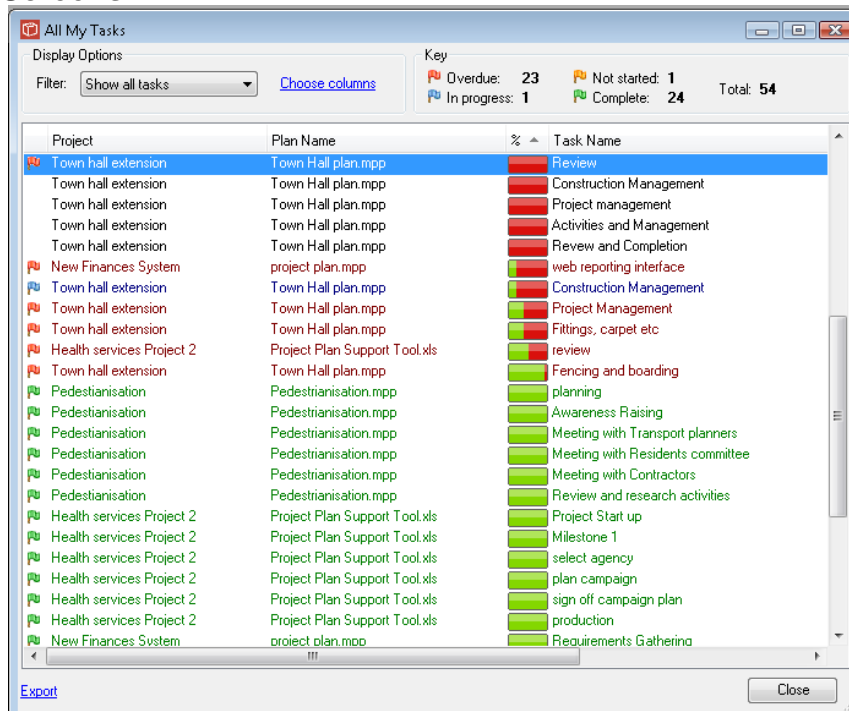 All My Tasks
Display Options
Filter: Show all tasks Choose columns
Key
Overdue: 23 Not started: 1
In progress: 1 Complete: 24
Total: 54
Project Plan Name % Task Name
Town hall extension Town Hall plan.mpp Review
Town hall extension Town Hall plan.mpp Construction Management
Town hall extension Town Hall plan.mpp Project management
Town hall extension Town Hall plan.mpp Activities and Management
Town hall extension Town Hall plan.mpp Revew and Completion
New Finances System project plan.mpp web reporting interface
Town hall extension Town Hall plan.mpp Construction Management
Town hall extension Town Hall plan.mpp Project Management
Town hall extension Town Hall plan.mpp Fittings, carpet etc
Health services Project 2 Project Plan Support Tool.xls review
Town hall extension Town Hall plan.mpp Fencing and boarding
Pedestianisation Pedestrianisation.mpp planning
Pedestianisation Pedestrianisation.mpp Awareness Raising
Pedestianisation Pedestrianisation.mpp Meeting with Transport planners
Pedestianisation Pedestrianisation.mpp Meeting with Residents committee
Pedestianisation Pedestrianisation.mpp Meeting with Contractors
Pedestianisation Pedestrianisation.mpp Review and research activities
Health services Project 2 Project Plan Support Tool.xls Project Start up
Health services Project 2 Project Plan Support Tool.xls Milestone 1
Health services Project 2 Project Plan Support Tool.xls select agency
Health services Project 2 Project Plan Support Tool.xls plan campaign
Health services Project 2 Project Plan Support Tool.xls sign off campaign plan
Health services Project 2 Project Plan Support Tool.xls production
New Finances System project plan.mpp Requirements Gathering
Export Close